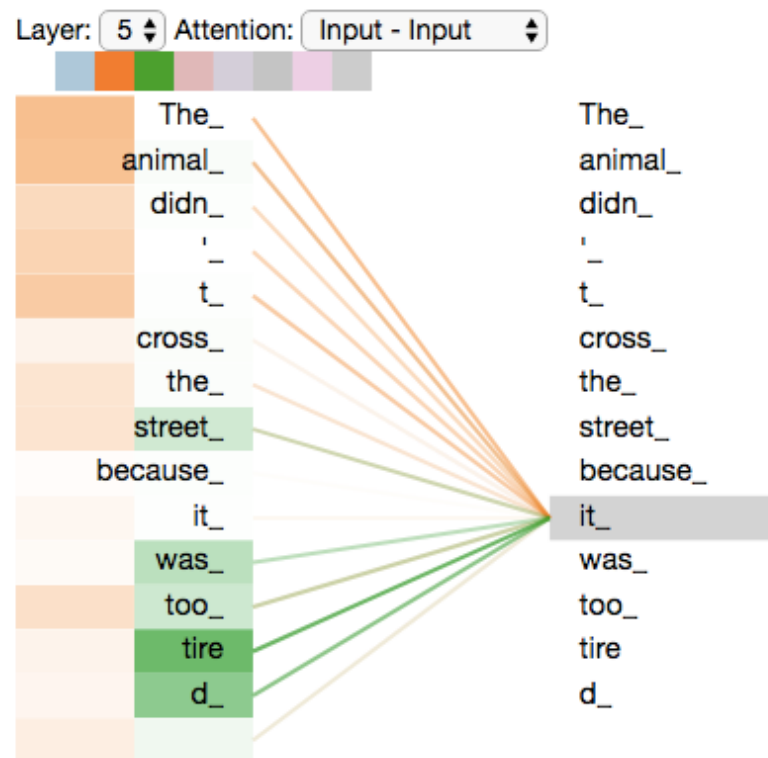 Layer: 5 Attention: Input - Input
The_ The_
animal_ animal_
didn_ didn_
'_ '_
t_ t_
cross_ cross_
the_ the_
street_ street_
because_ because_
it_ it_
was_ was_
too_ too_
tire tire
d_ d_